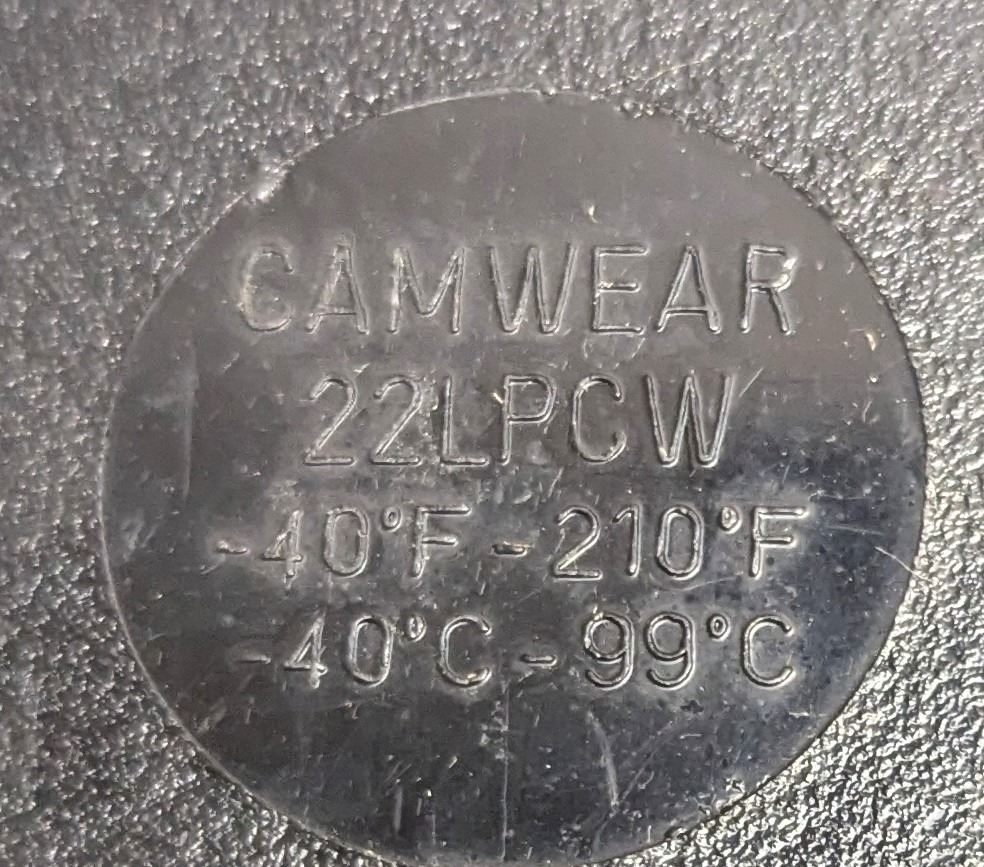 CAMWEAR
22LPCW
-40°F - 210°F
-40°C - 99°C